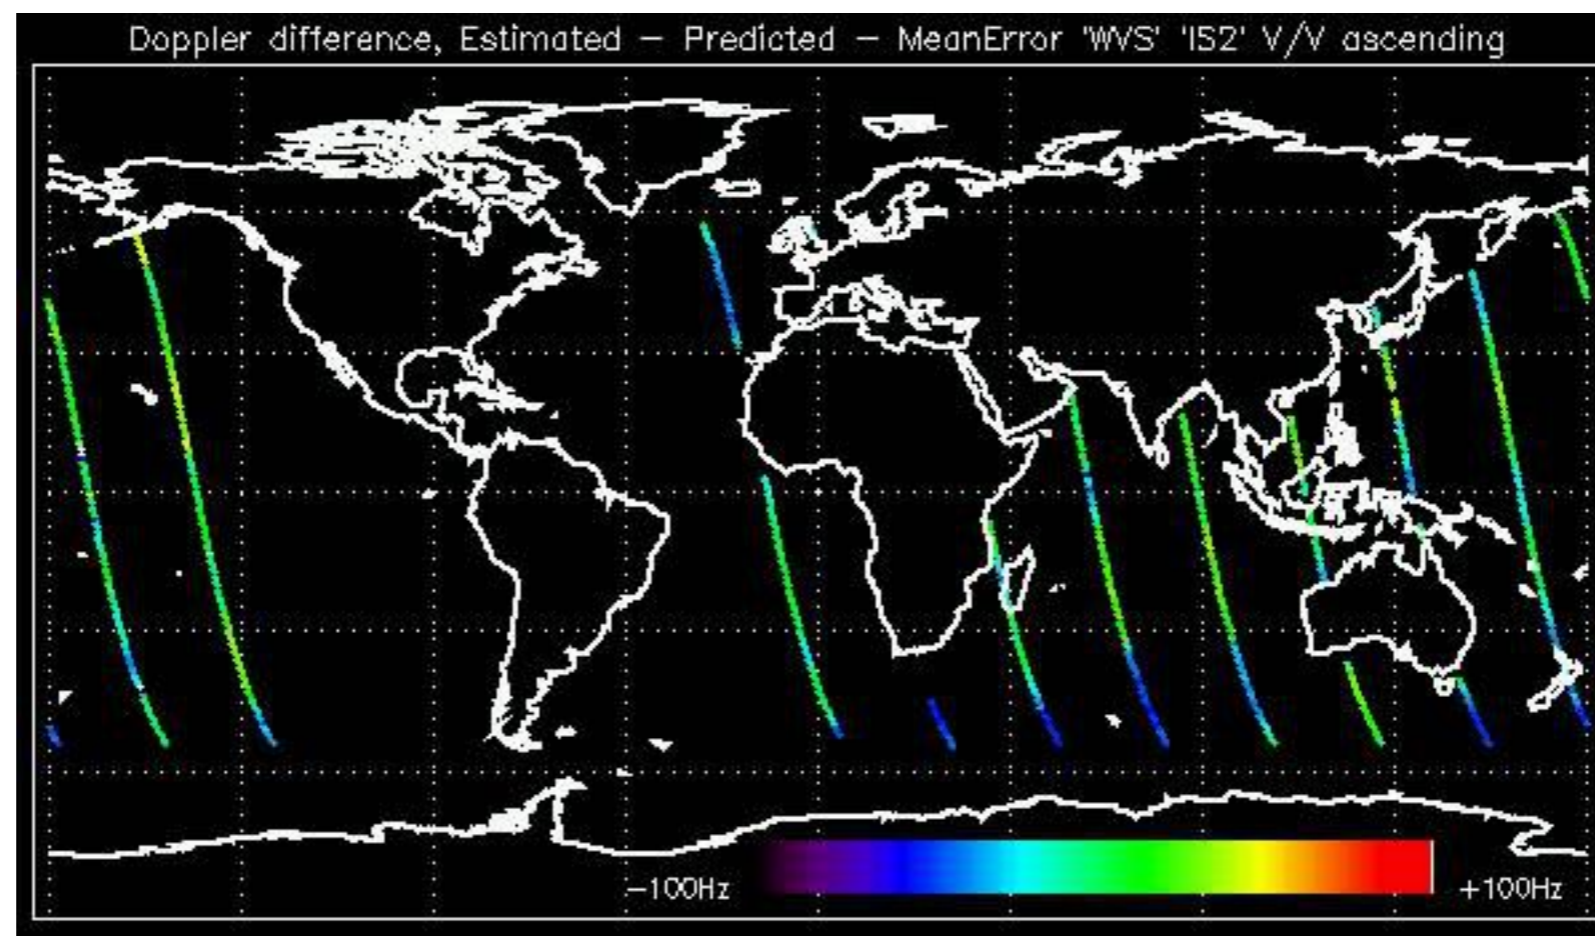 Doppler difference, Estimated – Predicted – MeanError 'WVS' 'IS2' V/V ascending
–100Hz +100Hz